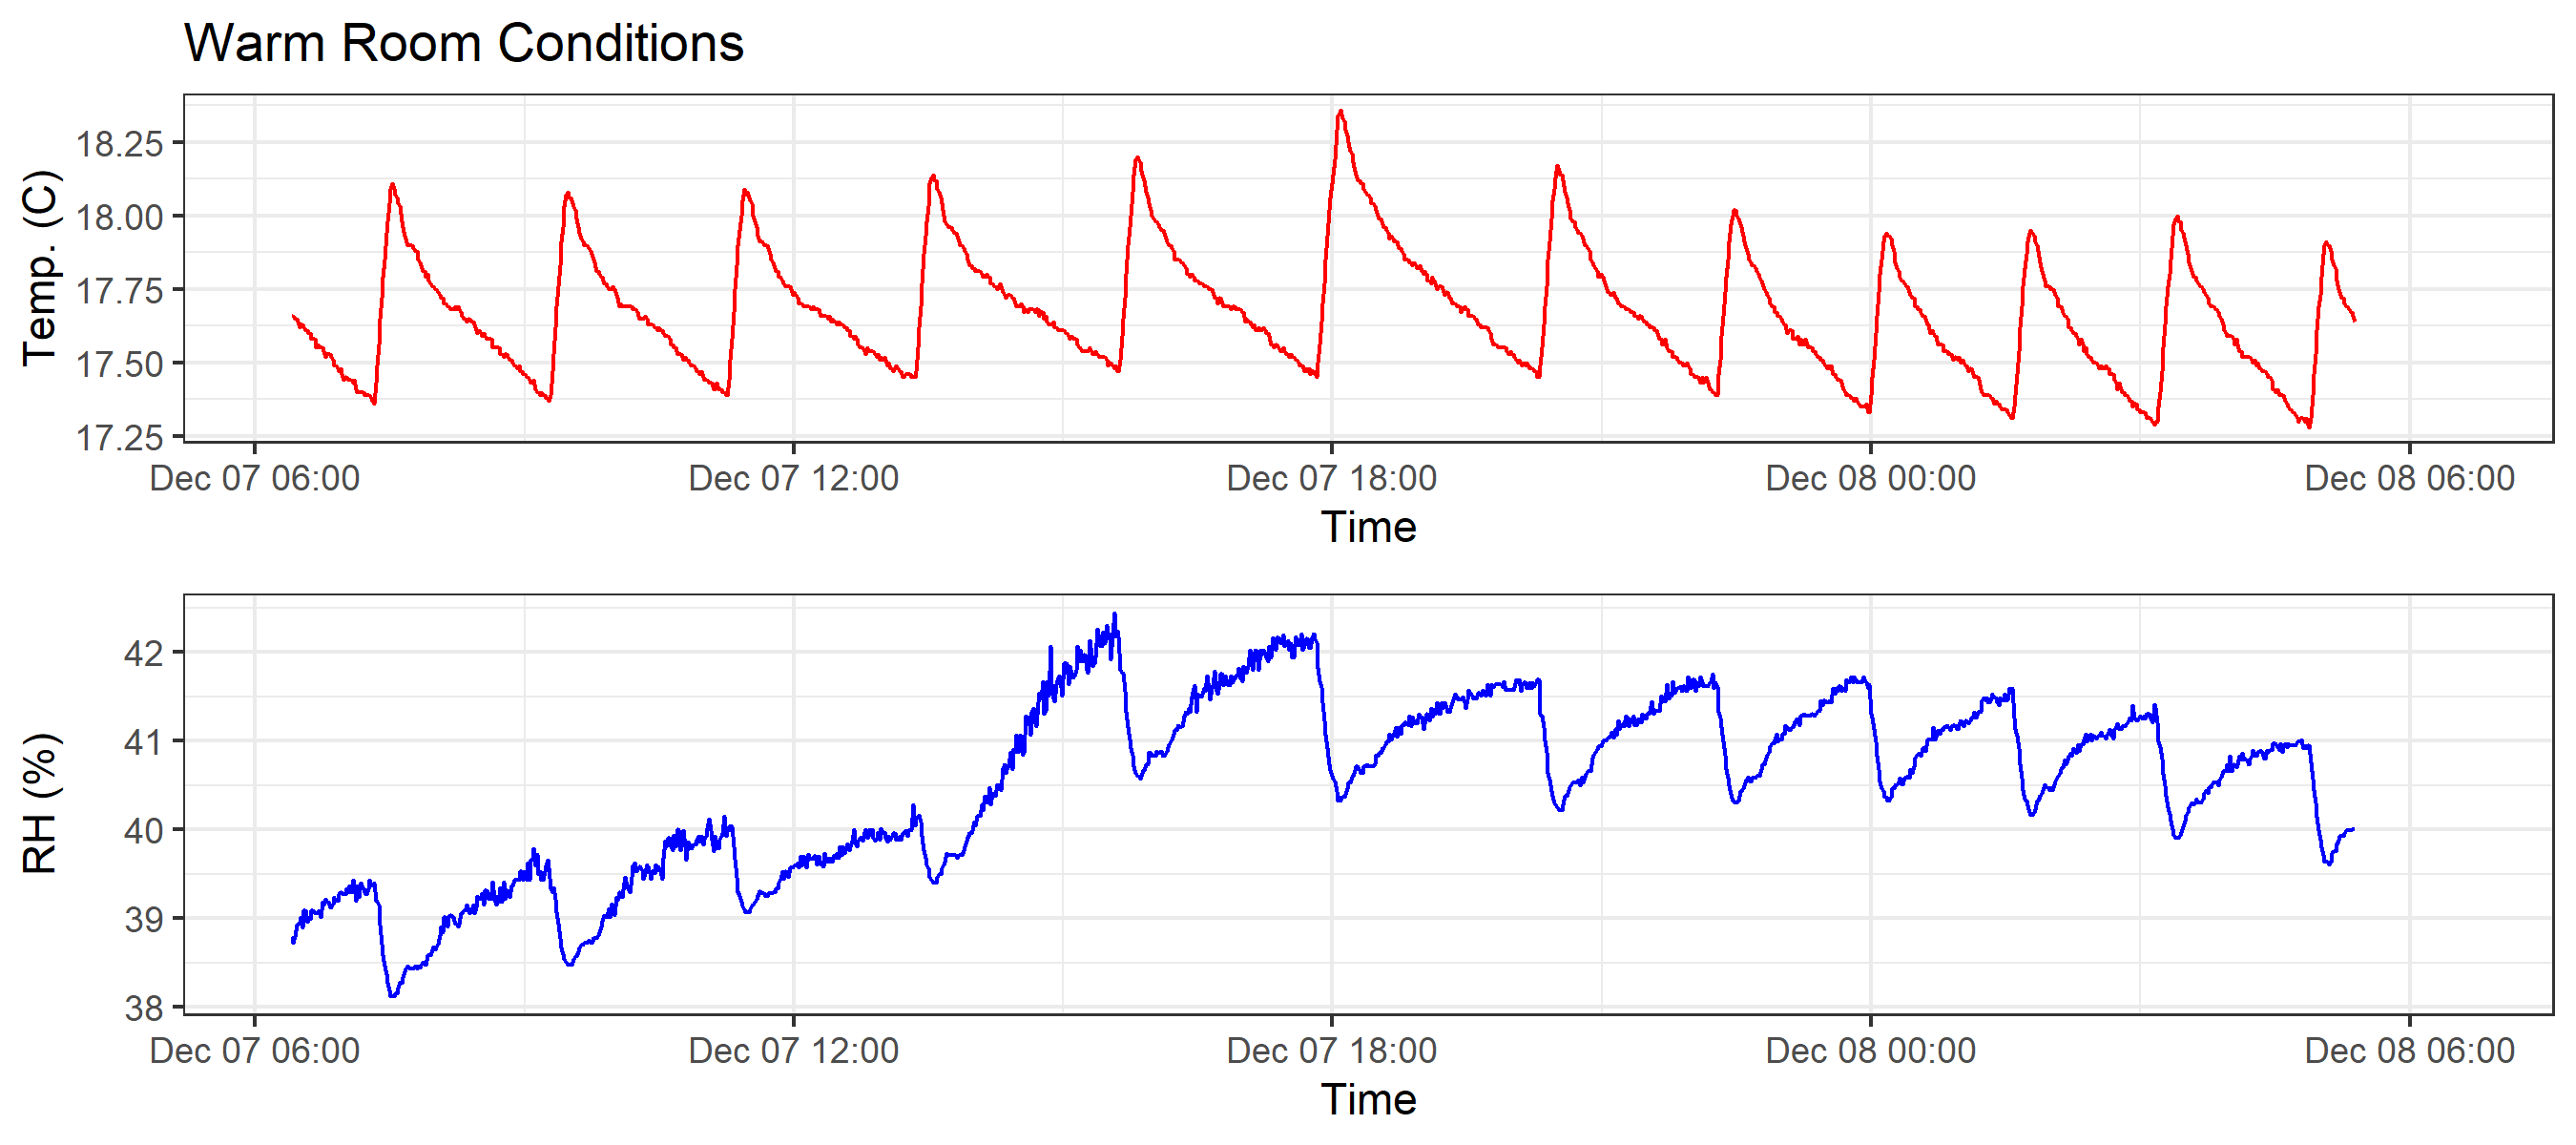 Warm Room Conditions
Temp. (C)
18.25
18.00
17.75
17.50
17.25
Dec 07 06:00 Dec 07 12:00 Dec 07 18:00 Dec 08 00:00 Dec 08 06:00
Time
RH (%)
42
41
40
39
38
Dec 07 06:00 Dec 07 12:00 Dec 07 18:00 Dec 08 00:00 Dec 08 06:00
Time